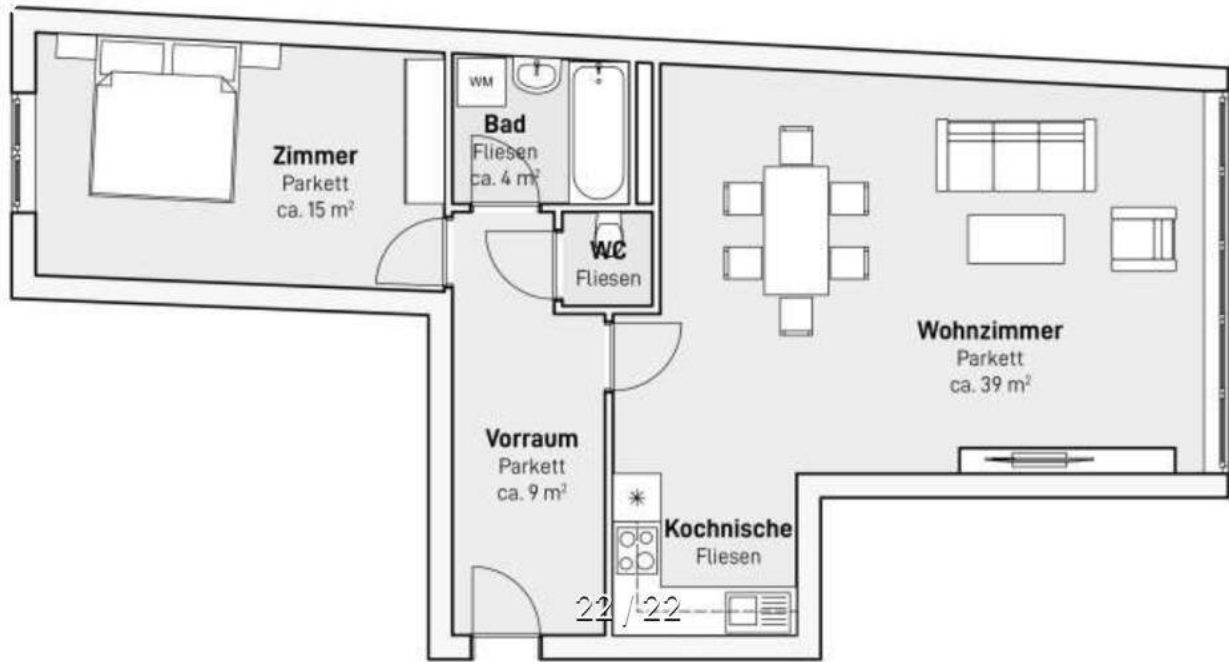 Zimmer
Parkett
ca. 15 m²
WM
Bad
Fliesen
ca. 4 m²
WC
Fliesen
Wohnzimmer
Parkett
ca. 39 m²
Vorraum
Parkett
ca. 9 m²
Kochnische
Fliesen
22 / 22